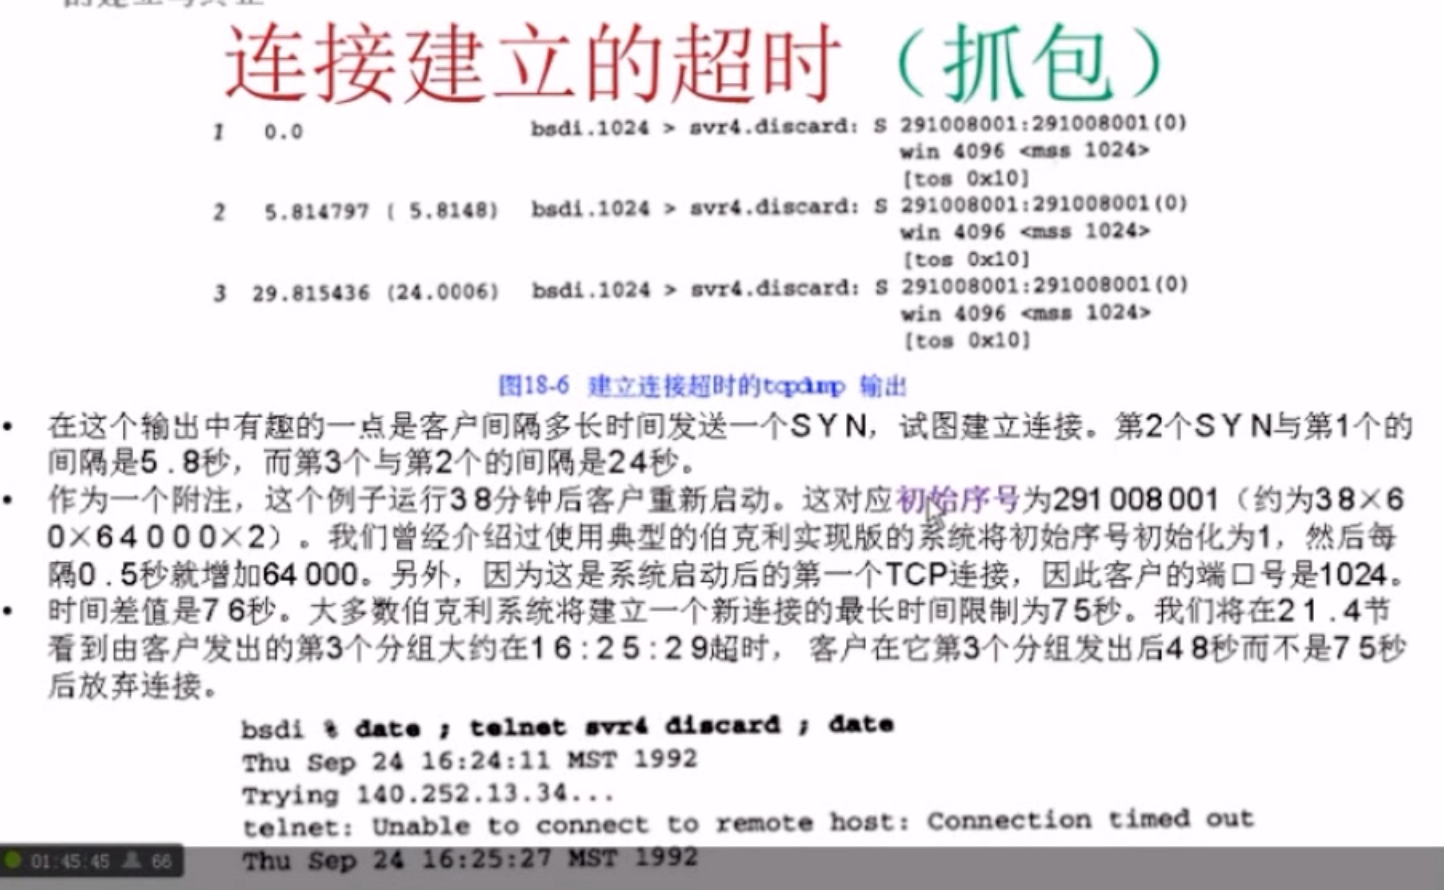 连接建立的超时（抓包）
1 0.0 bsdi.1024 > svr4.discard: S 291008001:291008001(0)
win 4096 <mss 1024>
[tos 0x10]
2 5.814797 ( 5.8148) bsdi.1024 > svr4.discard: S 291008001:291008001(0)
win 4096 <mss 1024>
[tos 0x10]
3 29.815436 (24.0006) bsdi.1024 > svr4.discard: S 291008001:291008001(0)
win 4096 <mss 1024>
[tos 0x10]
图18-6 建立连接超时的tcpdump 输出
• 在这个输出中有趣的一点是客户间隔多长时间发送一个SYN，试图建立连接。第2个SYN与第1个的
间隔是5.8秒，而第3个与第2个的间隔是24秒。
• 作为一个附注，这个例子运行38分钟后客户重新启动。这对应初始序号为291 008 001（约为38×6
0×64000×2）。我们曾经介绍过使用典型的伯克利实现版的系统将初始序号初始化为1，然后每
隔0.5秒就增加64 000。另外，因为这是系统启动后的第一个TCP连接，因此客户的端口号是1024。
• 时间差值是76秒。大多数伯克利系统将建立一个新连接的最长时间限制为75秒。我们将在21.4节
看到由客户发出的第3个分组大约在16:25:29超时， 客户在它第3个分组发出后48秒而不是75秒
后放弃连接。
bsdi % date ; telnet svr4 discard ; date
Thu Sep 24 16:24:11 MST 1992
Trying 140.252.13.34...
telnet: Unable to connect to remote host: Connection timed out
Thu Sep 24 16:25:27 MST 1992
01:45:45 66